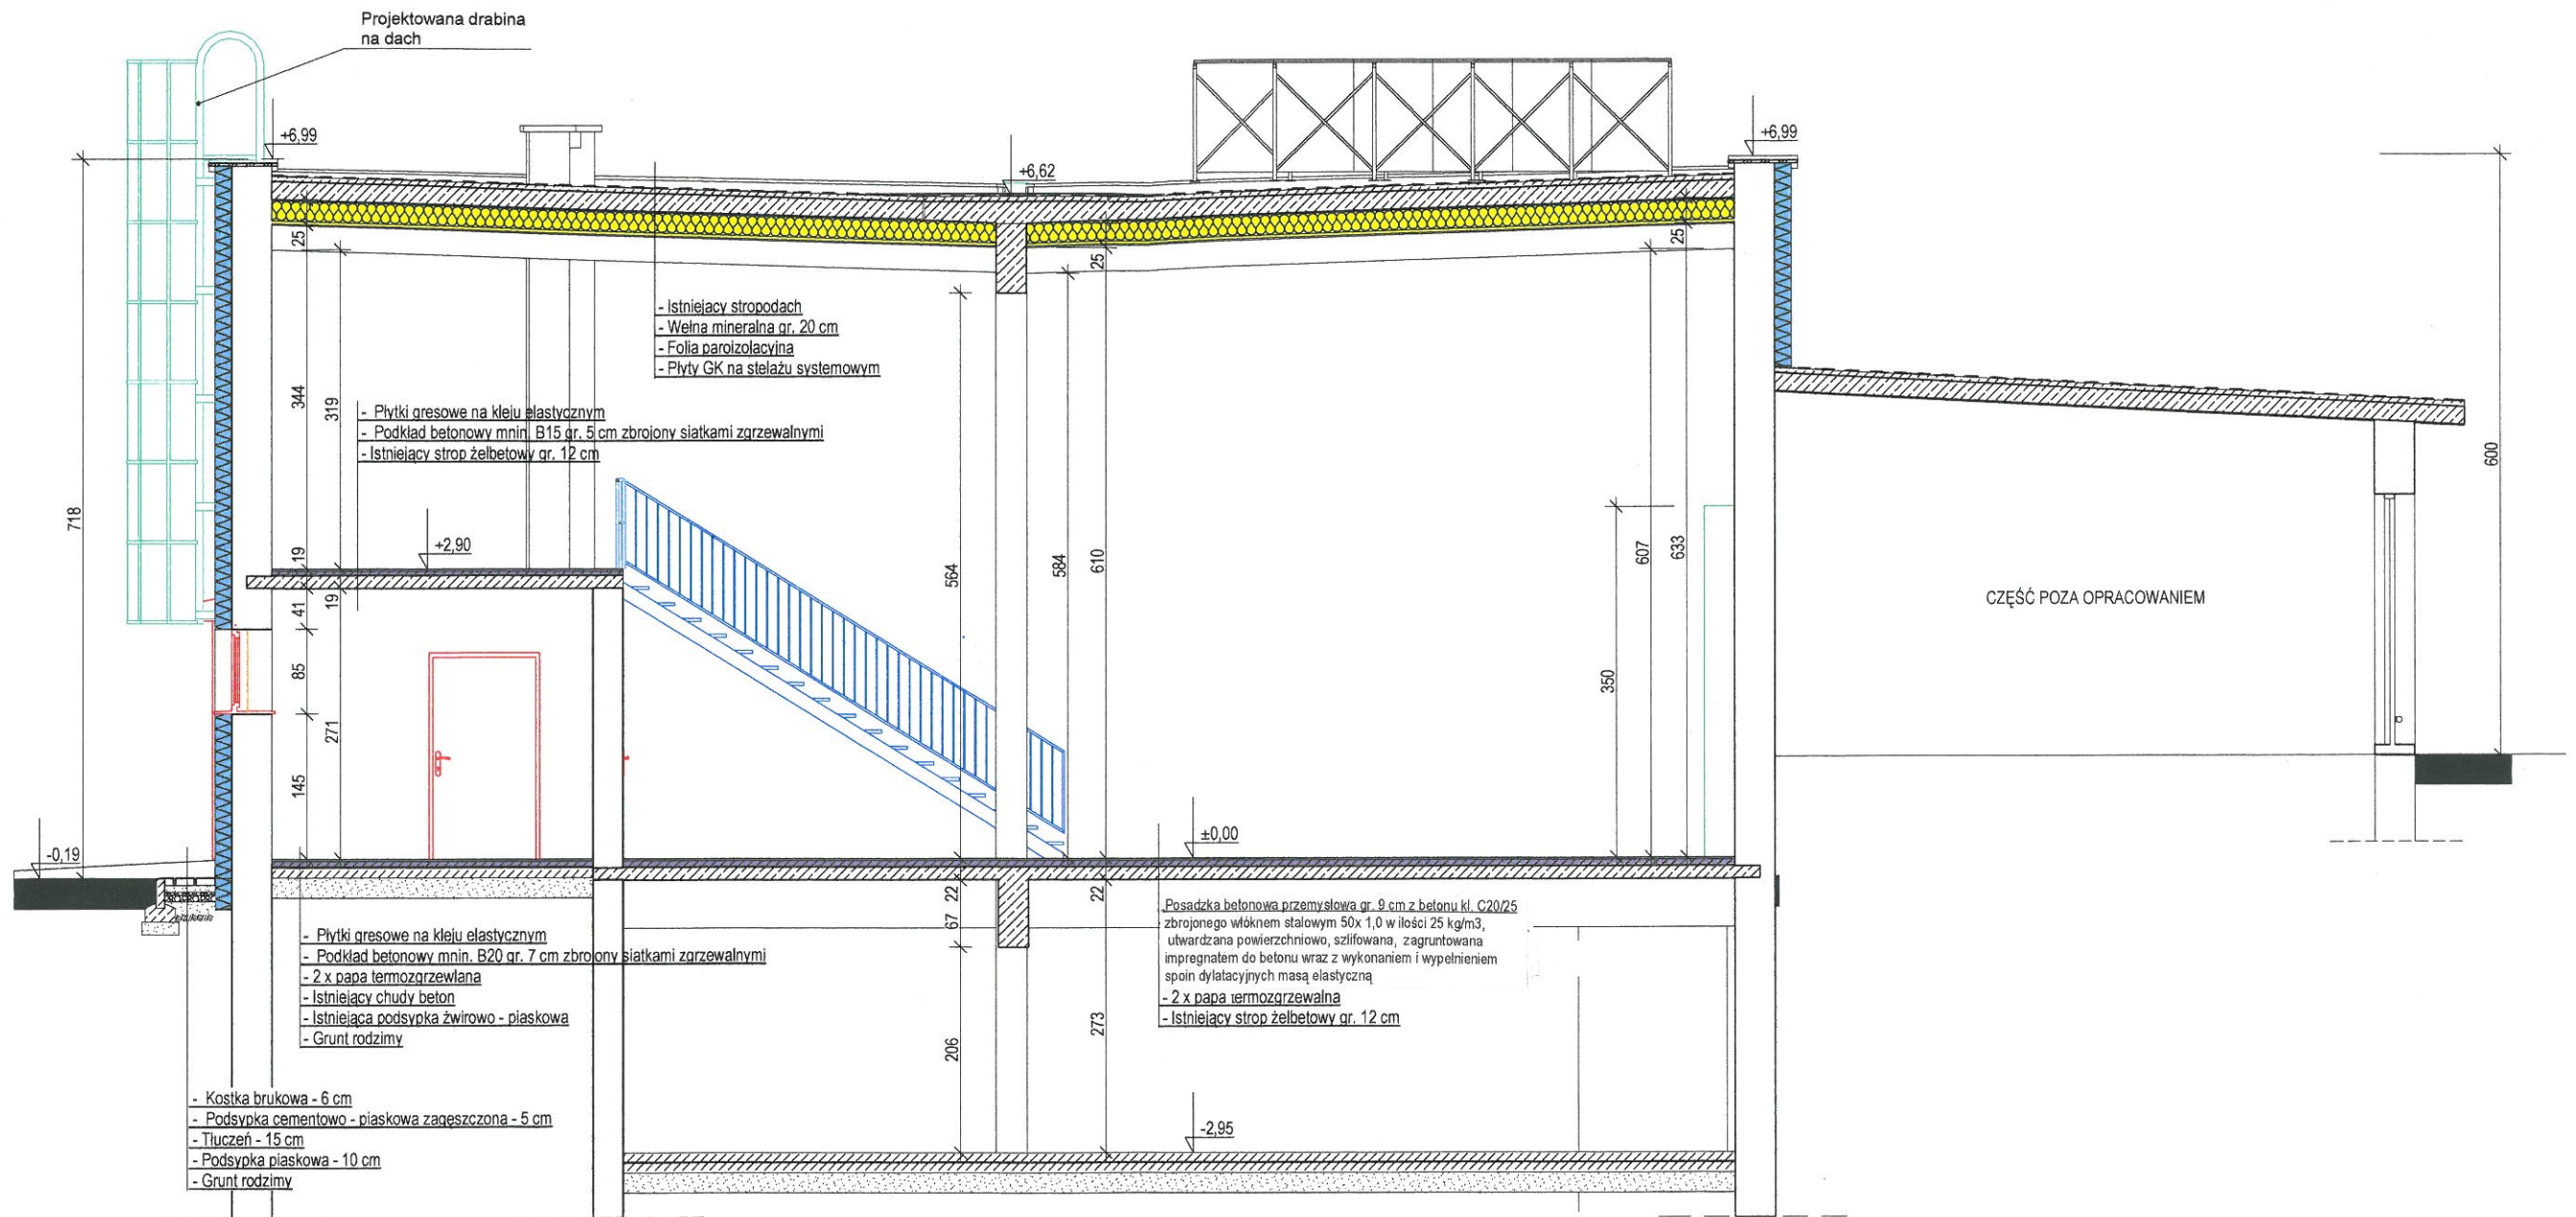 Projektowana drabina
na dach
+6,99
+6,62
+6,99
25
25
25
- Istniejacy stropodach
- Wełna mineralna gr. 20 cm
- Folia paroizolacyjna
- Płyty GK na stelażu systemowym
344
319
- Płytki gresowe na kleju elastycznym
- Podkład betonowy mnin. B15 gr. 5 cm zbrojony siatkami zgrzewalnymi
- Istniejący strop żelbetowy gr. 12 cm
718
600
+2,90
19
41
19
85
271
145
564
584
610
607
633
350
CZĘŚĆ POZA OPRACOWANIEM
-0,19
±0,00
22
67
22
206
273
Posadzka betonowa przemysłowa gr. 9 cm z betonu kl. C20/25
zbrojonego włóknem stalowym 50x 1,0 w ilości 25 kg/m3,
utwardzana powierzchniowo, szlifowana, zagruntowana
impregnatem do betonu wraz z wykonaniem i wypełnieniem
spoin dylatacyjnych masą elastyczną
- 2 x papa termozgrzewalna
- Istniejący strop żelbetowy gr. 12 cm
- Płytki gresowe na kleju elastycznym
- Podkład betonowy mnin. B20 gr. 7 cm zbrojony siatkami zgrzewalnymi
- 2 x papa termozgrzewlana
- Istniejący chudy beton
- Istniejąca podsypka żwirowo - piaskowa
- Grunt rodzimy
-2,95
- Kostka brukowa - 6 cm
- Podsypka cementowo - piaskowa zagęszczona - 5 cm
- Tłuczeń - 15 cm
- Podsypka piaskowa - 10 cm
- Grunt rodzimy